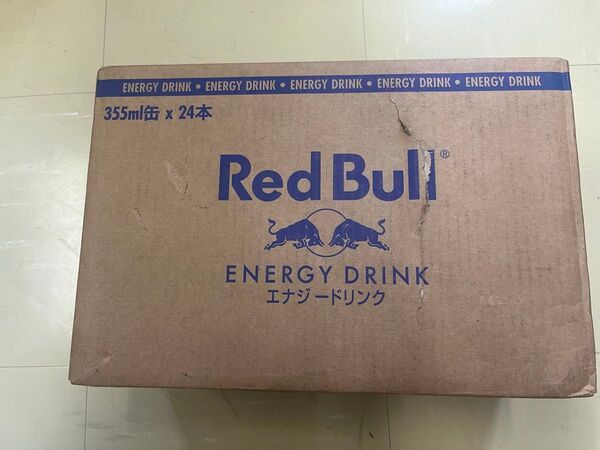 ENERGY DRINK • ENERGY DRINK • ENERGY DRINK • ENERGY DRINK • ENERGY DRINK
355ml缶 x 24本
Red Bull®
ENERGY DRINK
エナジードリンク